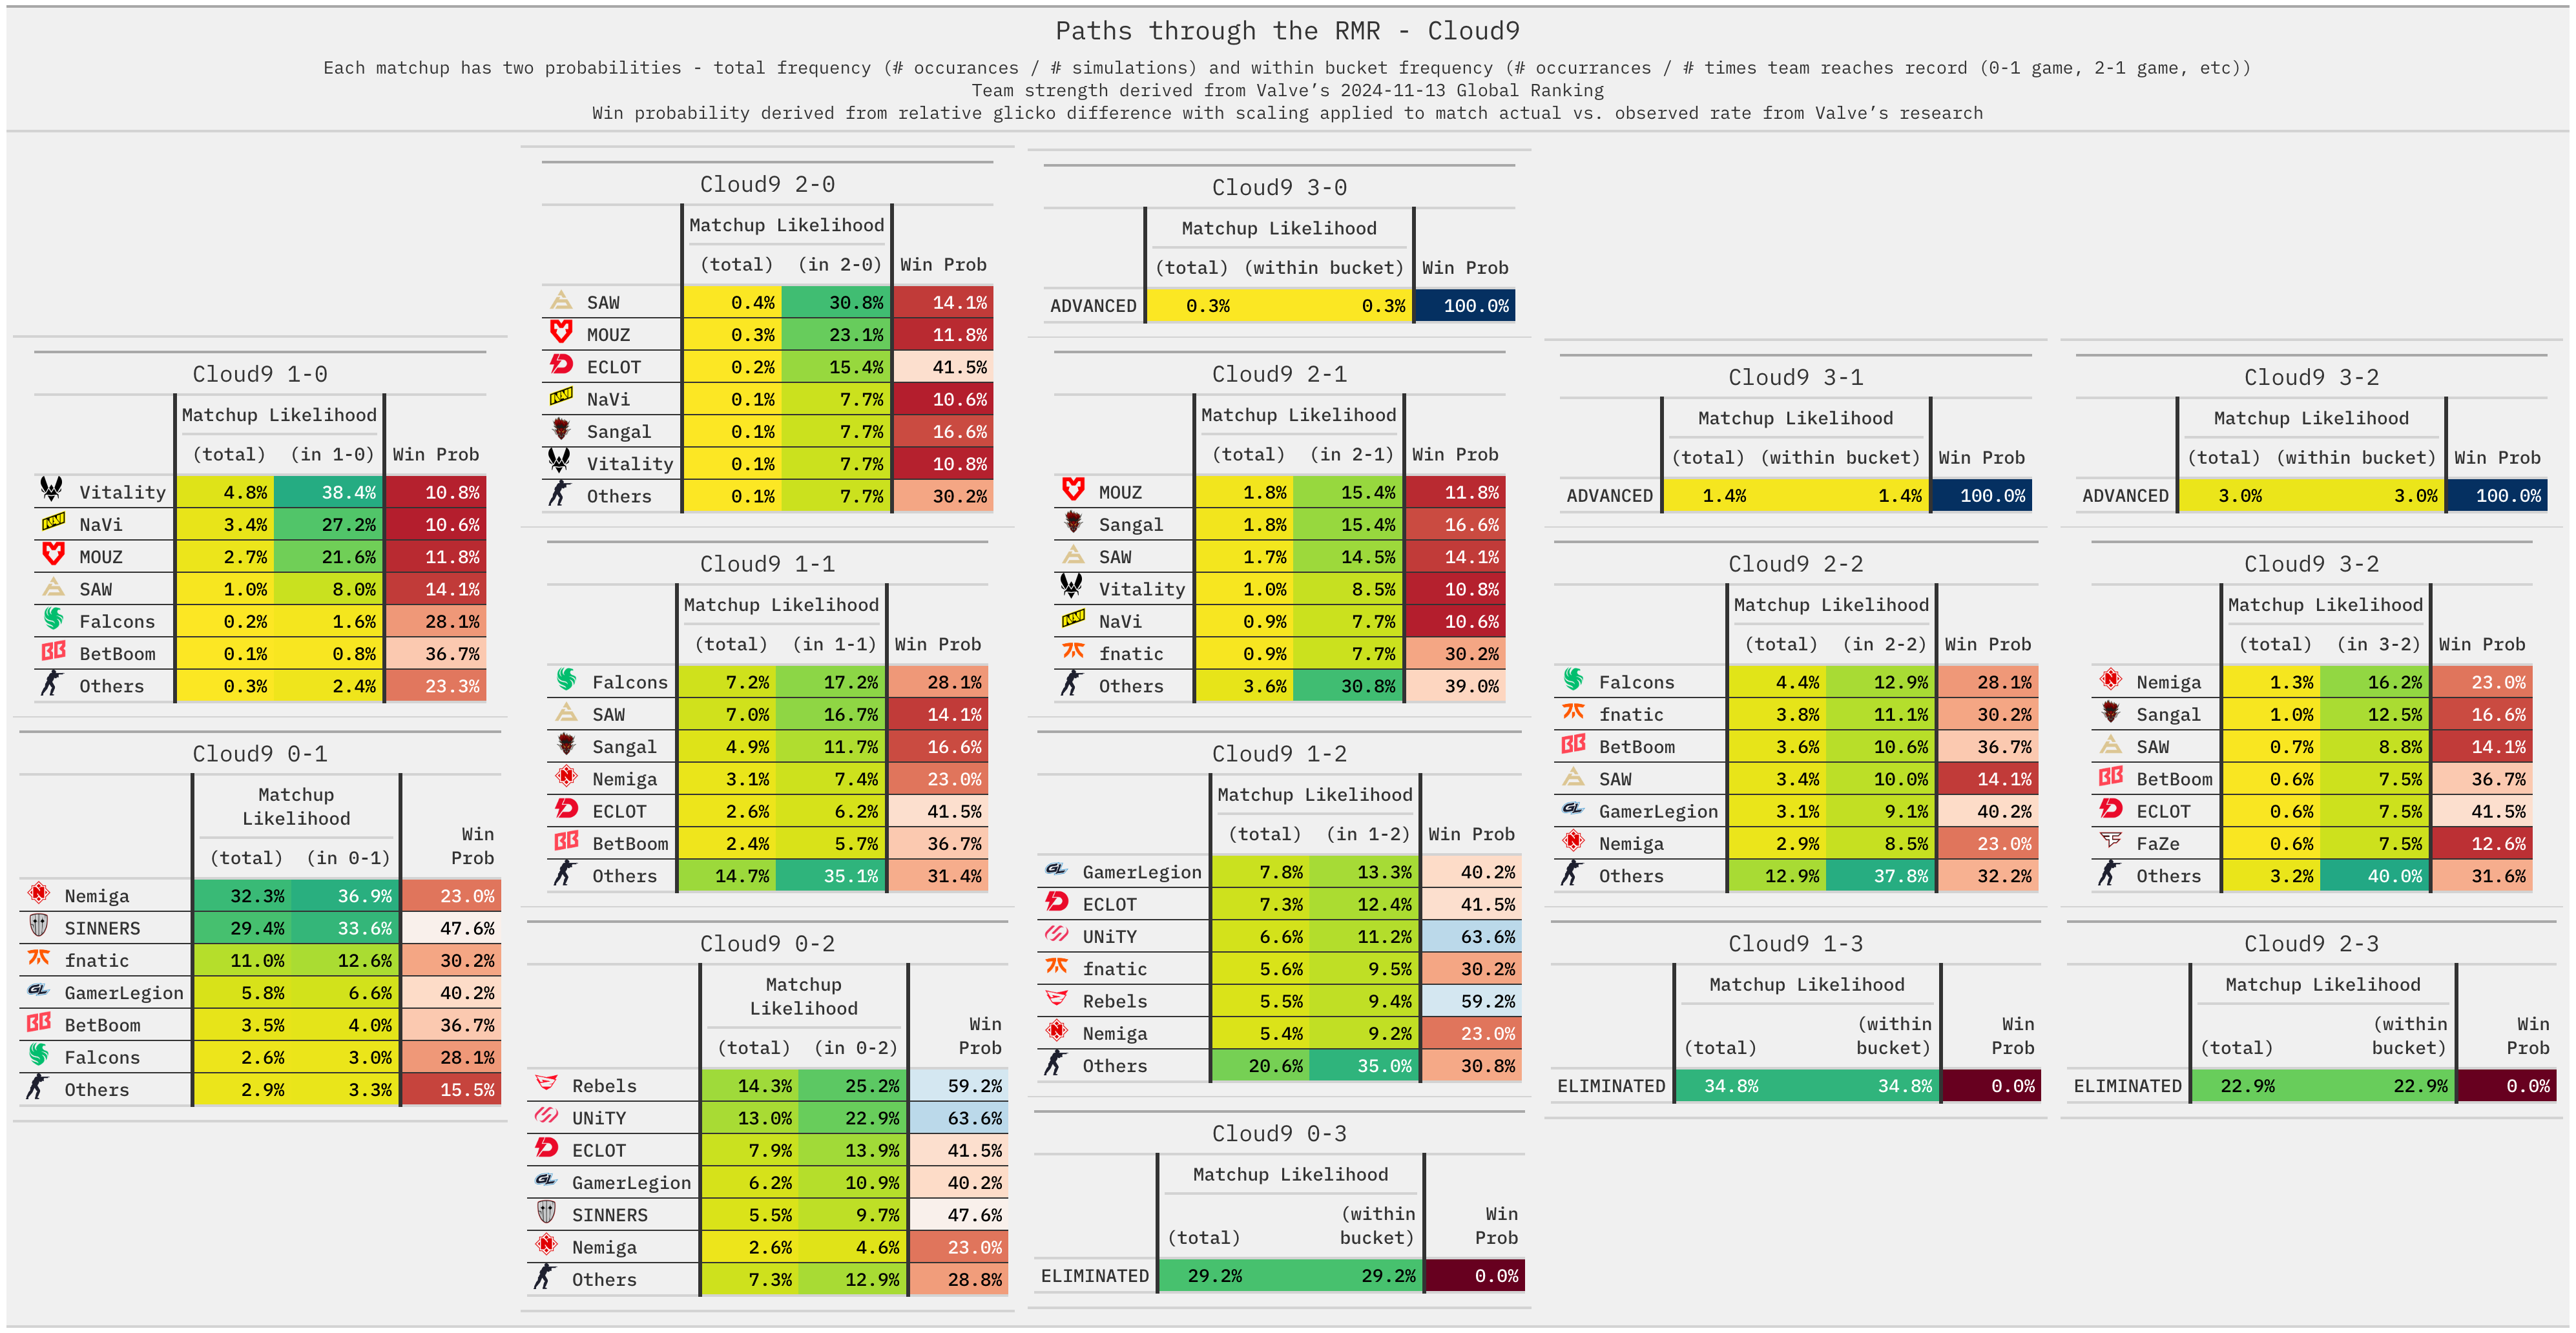 Paths through the RMR - Cloud9
Each matchup has two probabilities - total frequency (# occurances / # simulations) and within bucket frequency (# occurrances / # times team reaches record (0-1 game, 2-1 game, etc))
Team strength derived from Valve’s 2024-11-13 Global Ranking
Win probability derived from relative glicko difference with scaling applied to match actual vs. observed rate from Valve’s research
Cloud9 1-0
Matchup Likelihood
(total) (in 1-0) Win Prob
Vitality 4.8% 38.4% 10.8%
NaVi 3.4% 27.2% 10.6%
MOUZ 2.7% 21.6% 11.8%
SAW 1.0% 8.0% 14.1%
Falcons 0.2% 1.6% 28.1%
BetBoom 0.1% 0.8% 36.7%
Others 0.3% 2.4% 23.3%
Cloud9 0-1
Matchup
Likelihood
Win
Prob
(total) (in 0-1)
Nemiga 32.3% 36.9% 23.0%
SINNERS 29.4% 33.6% 47.6%
fnatic 11.0% 12.6% 30.2%
GamerLegion 5.8% 6.6% 40.2%
BetBoom 3.5% 4.0% 36.7%
Falcons 2.6% 3.0% 28.1%
Others 2.9% 3.3% 15.5%
Cloud9 2-0
Matchup Likelihood
(total) (in 2-0) Win Prob
SAW 0.4% 30.8% 14.1%
MOUZ 0.3% 23.1% 11.8%
ECLOT 0.2% 15.4% 41.5%
NaVi 0.1% 7.7% 10.6%
Sangal 0.1% 7.7% 16.6%
Vitality 0.1% 7.7% 10.8%
Others 0.1% 7.7% 30.2%
Cloud9 1-1
Matchup Likelihood
(total) (in 1-1) Win Prob
Falcons 7.2% 17.2% 28.1%
SAW 7.0% 16.7% 14.1%
Sangal 4.9% 11.7% 16.6%
Nemiga 3.1% 7.4% 23.0%
ECLOT 2.6% 6.2% 41.5%
BetBoom 2.4% 5.7% 36.7%
Others 14.7% 35.1% 31.4%
Cloud9 0-2
Matchup
Likelihood
Win
Prob
(total) (in 0-2)
Rebels 14.3% 25.2% 59.2%
UNiTY 13.0% 22.9% 63.6%
ECLOT 7.9% 13.9% 41.5%
GamerLegion 6.2% 10.9% 40.2%
SINNERS 5.5% 9.7% 47.6%
Nemiga 2.6% 4.6% 23.0%
Others 7.3% 12.9% 28.8%
Cloud9 3-0
Matchup Likelihood
(total) (within bucket) Win Prob
ADVANCED 0.3% 0.3% 100.0%
Cloud9 2-1
Matchup Likelihood
(total) (in 2-1) Win Prob
MOUZ 1.8% 15.4% 11.8%
Sangal 1.8% 15.4% 16.6%
SAW 1.7% 14.5% 14.1%
Vitality 1.0% 8.5% 10.8%
NaVi 0.9% 7.7% 10.6%
fnatic 0.9% 7.7% 30.2%
Others 3.6% 30.8% 39.0%
Cloud9 1-2
Matchup Likelihood
(total) (in 1-2) Win Prob
GamerLegion 7.8% 13.3% 40.2%
ECLOT 7.3% 12.4% 41.5%
UNiTY 6.6% 11.2% 63.6%
fnatic 5.6% 9.5% 30.2%
Rebels 5.5% 9.4% 59.2%
Nemiga 5.4% 9.2% 23.0%
Others 20.6% 35.0% 30.8%
Cloud9 0-3
Matchup Likelihood
(within Win
(total) bucket) Prob
ELIMINATED 29.2% 29.2% 0.0%
Cloud9 3-1
Matchup Likelihood
(total) (within bucket) Win Prob
ADVANCED 1.4% 1.4% 100.0%
Cloud9 2-2
Matchup Likelihood
(total) (in 2-2) Win Prob
Falcons 4.4% 12.9% 28.1%
fnatic 3.8% 11.1% 30.2%
BetBoom 3.6% 10.6% 36.7%
SAW 3.4% 10.0% 14.1%
GamerLegion 3.1% 9.1% 40.2%
Nemiga 2.9% 8.5% 23.0%
Others 12.9% 37.8% 32.2%
Cloud9 1-3
Matchup Likelihood
(within Win
(total) bucket) Prob
ELIMINATED 34.8% 34.8% 0.0%
Cloud9 3-2
Matchup Likelihood
(total) (within bucket) Win Prob
ADVANCED 3.0% 3.0% 100.0%
Cloud9 3-2
Matchup Likelihood
(total) (in 3-2) Win Prob
Nemiga 1.3% 16.2% 23.0%
Sangal 1.0% 12.5% 16.6%
SAW 0.7% 8.8% 14.1%
BetBoom 0.6% 7.5% 36.7%
ECLOT 0.6% 7.5% 41.5%
FaZe 0.6% 7.5% 12.6%
Others 3.2% 40.0% 31.6%
Cloud9 2-3
Matchup Likelihood
(within Win
(total) bucket) Prob
ELIMINATED 22.9% 22.9% 0.0%